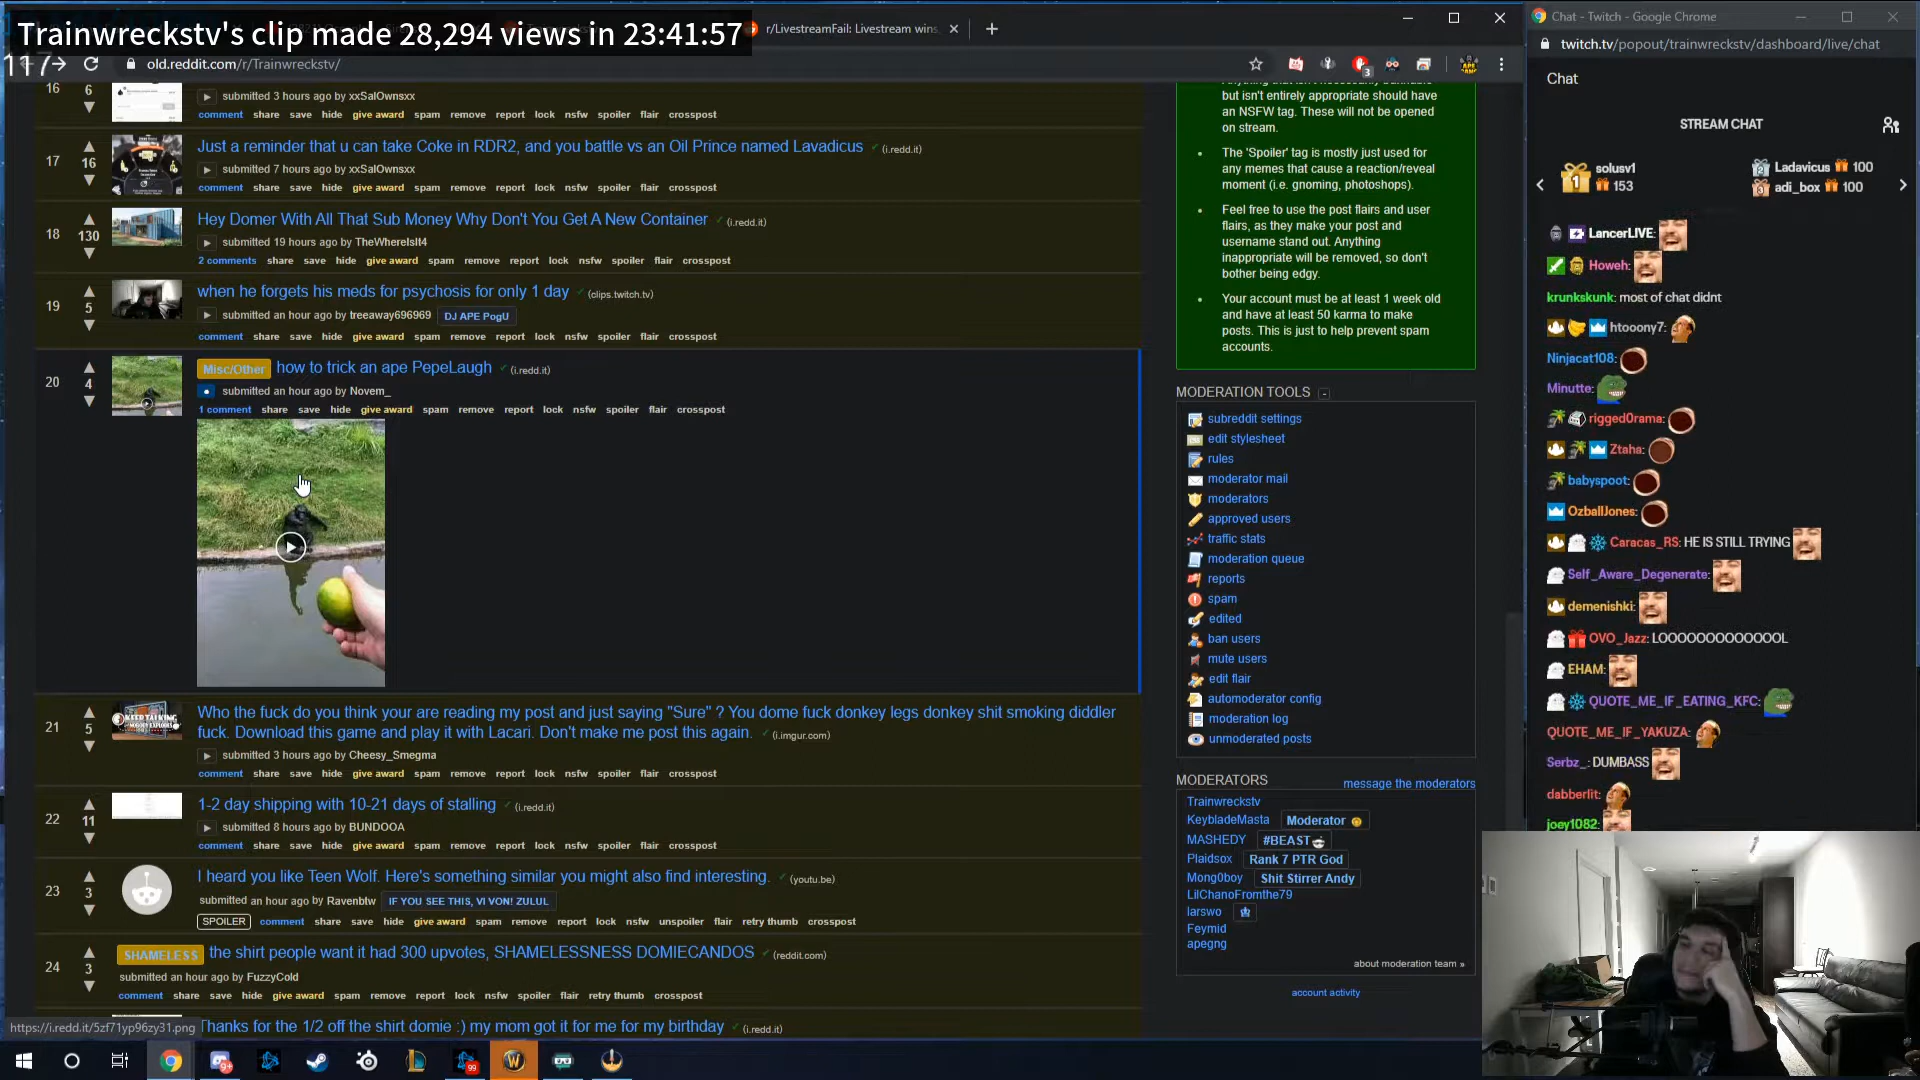 Trainwreckstv's clip made 28,294 views in 23:41:57
117
r/LivestreamFail: Livestream wins
old.reddit.com/r/Trainwreckstv/
16
6
submitted 3 hours ago by xxSalOwnsxx
comment share save hide give award spam remove report lock nsfw spoiler flair crosspost
17
16
Just a reminder that u can take Coke in RDR2, and you battle vs an Oil Prince named Lavadicus (i.redd.it)
submitted 7 hours ago by xxSalOwnsxx
comment share save hide give award spam remove report lock nsfw spoiler flair crosspost
18
130
Hey Domer With All That Sub Money Why Don't You Get A New Container (i.redd.it)
submitted 19 hours ago by TheWhereIsIt4
2 comments share save hide give award spam remove report lock nsfw spoiler flair crosspost
19
5
when he forgets his meds for psychosis for only 1 day (clips.twitch.tv)
submitted an hour ago by treeaway696969 DJ APE PogU
comment share save hide give award spam remove report lock nsfw spoiler flair crosspost
20
4
Misc/Other how to trick an ape PepeLaugh (i.redd.it)
submitted an hour ago by Novem_
1 comment share save hide give award spam remove report lock nsfw spoiler flair crosspost
21
5
KEEP TALKING
Who the fuck do you think your are reading my post and just saying "Sure" ? You dome fuck donkey legs donkey shit smoking diddler
fuck. Download this game and play it with Lacari. Don't make me post this again. (i.imgur.com)
submitted 3 hours ago by Cheesy_Smegma
comment share save hide give award spam remove report lock nsfw spoiler flair crosspost
22
11
1-2 day shipping with 10-21 days of stalling (i.redd.it)
submitted 8 hours ago by BUNDOOA
comment share save hide give award spam remove report lock nsfw spoiler flair crosspost
23
3
I heard you like Teen Wolf. Here's something similar you might also find interesting. (youtu.be)
submitted an hour ago by Ravenbtw IF YOU SEE THIS, VI VON! ZULUL
SPOILER comment share save hide give award spam remove report lock nsfw unspoiler flair retry thumb crosspost
24
3
SHAMELESS the shirt people want it had 300 upvotes, SHAMELESSNESS DOMIECANDOS (reddit.com)
submitted an hour ago by FuzzyCold
comment share save hide give award spam remove report lock nsfw spoiler flair retry thumb crosspost
Thanks for the 1/2 off the shirt domie :) my mom got it for me for my birthday (i.redd.it)
https://i.redd.it/5zf71yp96zy31.png
but isn't entirely appropriate should have
an NSFW tag. These will not be opened
on stream.
The 'Spoiler' tag is mostly just used for
any memes that cause a reaction/reveal
moment (i.e. gnoming, photoshops).
Feel free to use the post flairs and user
flairs, as they make your post and
username stand out. Anything
inappropriate will be removed, so don't
bother being edgy.
Your account must be at least 1 week old
and have at least 50 karma to make
posts. This is just to help prevent spam
accounts.
MODERATION TOOLS
subreddit settings
edit stylesheet
rules
moderator mail
moderators
approved users
traffic stats
moderation queue
reports
spam
edited
ban users
mute users
edit flair
automoderator config
moderation log
unmoderated posts
MODERATORS message the moderators
Trainwreckstv
KeybladeMasta Moderator
MASHEDY #BEAST
Plaidsox Rank 7 PTR God
Mong0boy Shit Stirrer Andy
LilChanoFromthe79
larswo
Feymid
apegng
about moderation team »
account activity
Chat - Twitch - Google Chrome
twitch.tv/popout/trainwreckstv/dashboard/live/chat
Chat
STREAM CHAT
1 solusv1 153
2 Ladavicus 100
3 adi_box 100
LancerLIVE:
Howeh:
krunkskunk: most of chat didnt
htooony7:
Ninjacat108:
Minutte:
rigged0rama:
Ztaha:
babyspoot:
OzballJones:
Caracas_RS: HE IS STILL TRYING
Self_Aware_Degenerate:
demenishki:
OVO_Jazz: LOOOOOOOOOOOOOL
EHAM:
QUOTE_ME_IF_EATING_KFC:
QUOTE_ME_IF_YAKUZA:
Serbz_: DUMBASS
dabberlit:
joey1082:
3
9+
99